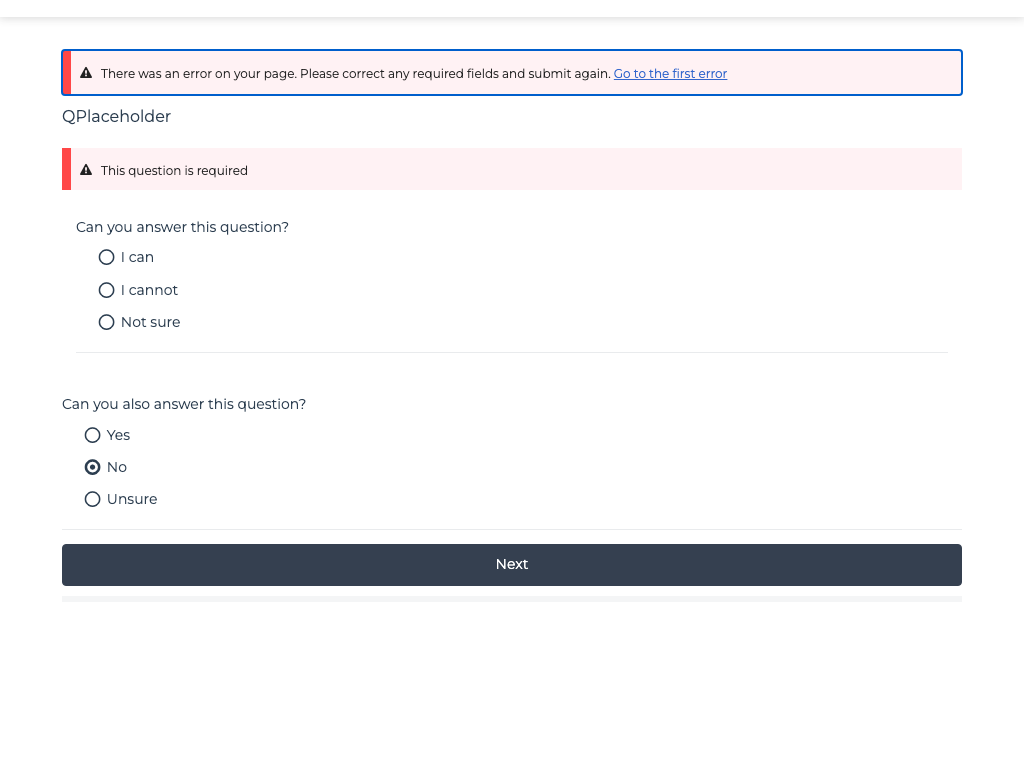 There was an error on your page. Please correct any required fields and submit again. Go to the first error
QPlaceholder
This question is required
Can you answer this question?
I can
I cannot
Not sure
Can you also answer this question?
Yes
No
Unsure
Next